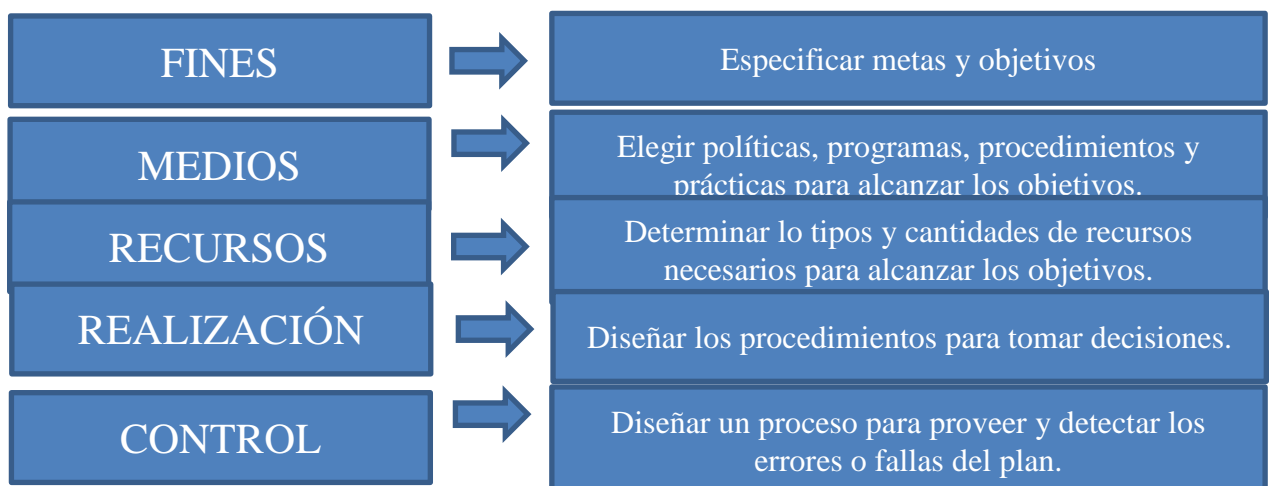 FINES
Especificar metas y objetivos
MEDIOS
Elegir políticas, programas, procedimientos y
prácticas para alcanzar los objetivos.
RECURSOS
Determinar lo tipos y cantidades de recursos
necesarios para alcanzar los objetivos.
REALIZACIÓN
Diseñar los procedimientos para tomar decisiones.
CONTROL
Diseñar un proceso para proveer y detectar los
errores o fallas del plan.